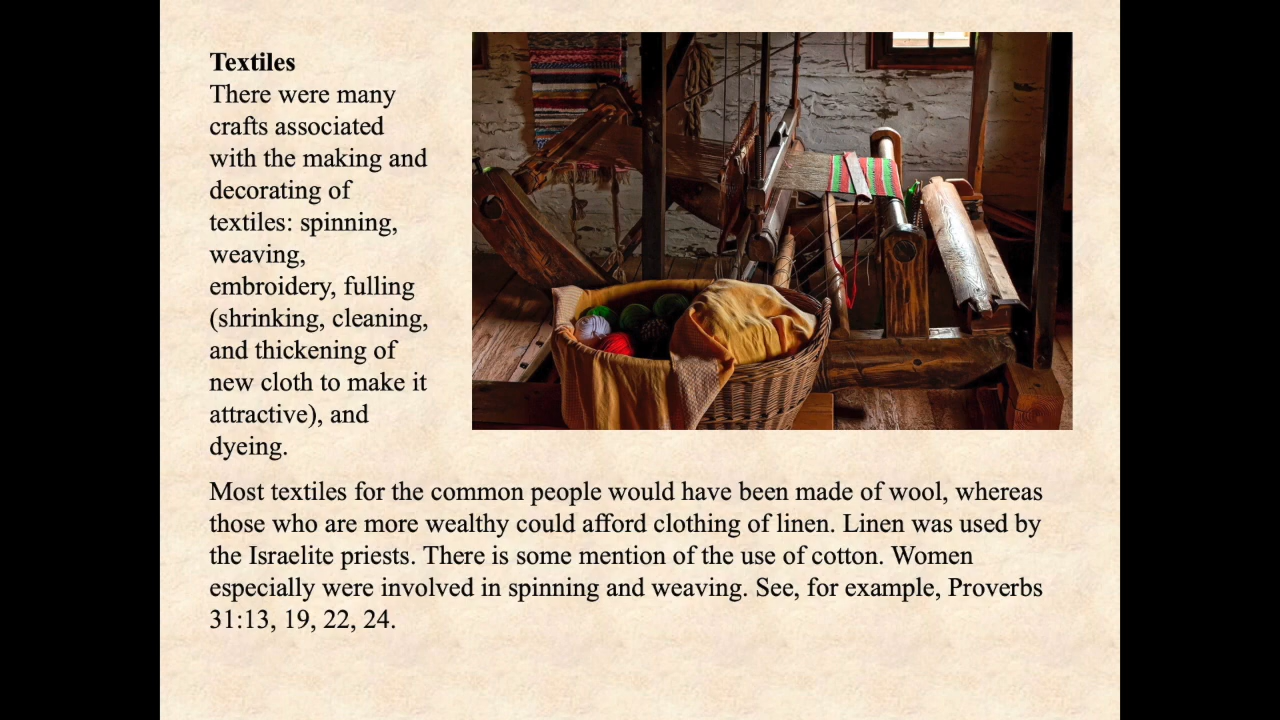 Textiles
There were many
crafts associated
with the making and
decorating of
textiles: spinning,
weaving,
embroidery, fulling
(shrinking, cleaning,
and thickening of
new cloth to make it
attractive), and
dyeing.
Most textiles for the common people would have been made of wool, whereas
those who are more wealthy could afford clothing of linen. Linen was used by
the Israelite priests. There is some mention of the use of cotton. Women
especially were involved in spinning and weaving. See, for example, Proverbs
31:13, 19, 22, 24.